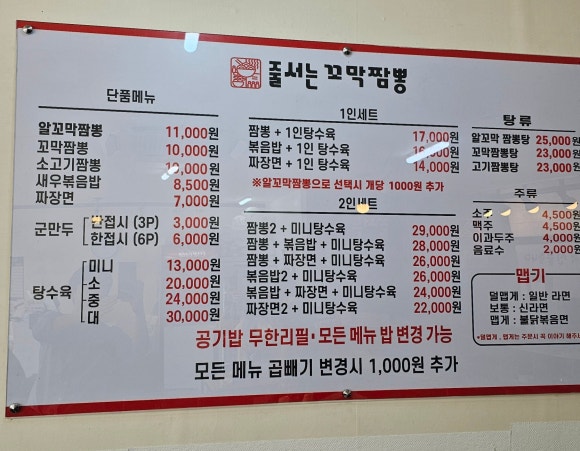 줄서는 꼬막짬뽕
단품메뉴
알꼬막짬뽕 11,000원
꼬막짬뽕 10,000원
소고기짬뽕
새우볶음밥 8,500원
짜장면 7,000원
군만두
한접시 (3P) 3,000원
한접시 (6P) 6,000원
탕수육
미니 13,000원
소 20,000원
중 24,000원
대 30,000원
1인세트
짬뽕 + 1인탕수육 17,000원
볶음밥 + 1인 탕수육
짜장면 + 1인 탕수육 14,000원
※알꼬막짬뽕으로 선택시 개당 1000원 추가
2인세트
짬뽕2 + 미니탕수육 29,000원
짬뽕 + 볶음밥 + 미니탕수육 28,000원
짬뽕 + 짜장면 + 미니탕수육 26,000원
볶음밥2 + 미니탕수육 26,000원
볶음밥 + 짜장면 + 미니탕수육 24,000원
짜장면2 + 미니탕수육 22,000원
탕류
알꼬막 짬뽕탕 25,000원
꼬막짬뽕탕 23,000원
고기짬뽕탕 23,000원
주류
소주 4,500원
맥주 4,500원
이과두주 4,000원
음료수 2,000원
맵기
덜맵게 : 일반 라면
보통 : 신라면
맵게 : 불닭볶음면
*덜맵게, 맵게는 주문시 꼭 이야기 해주시
공기밥 무한리필·모든 메뉴 밥 변경 가능
모든 메뉴 곱빼기 변경시 1,000원 추가